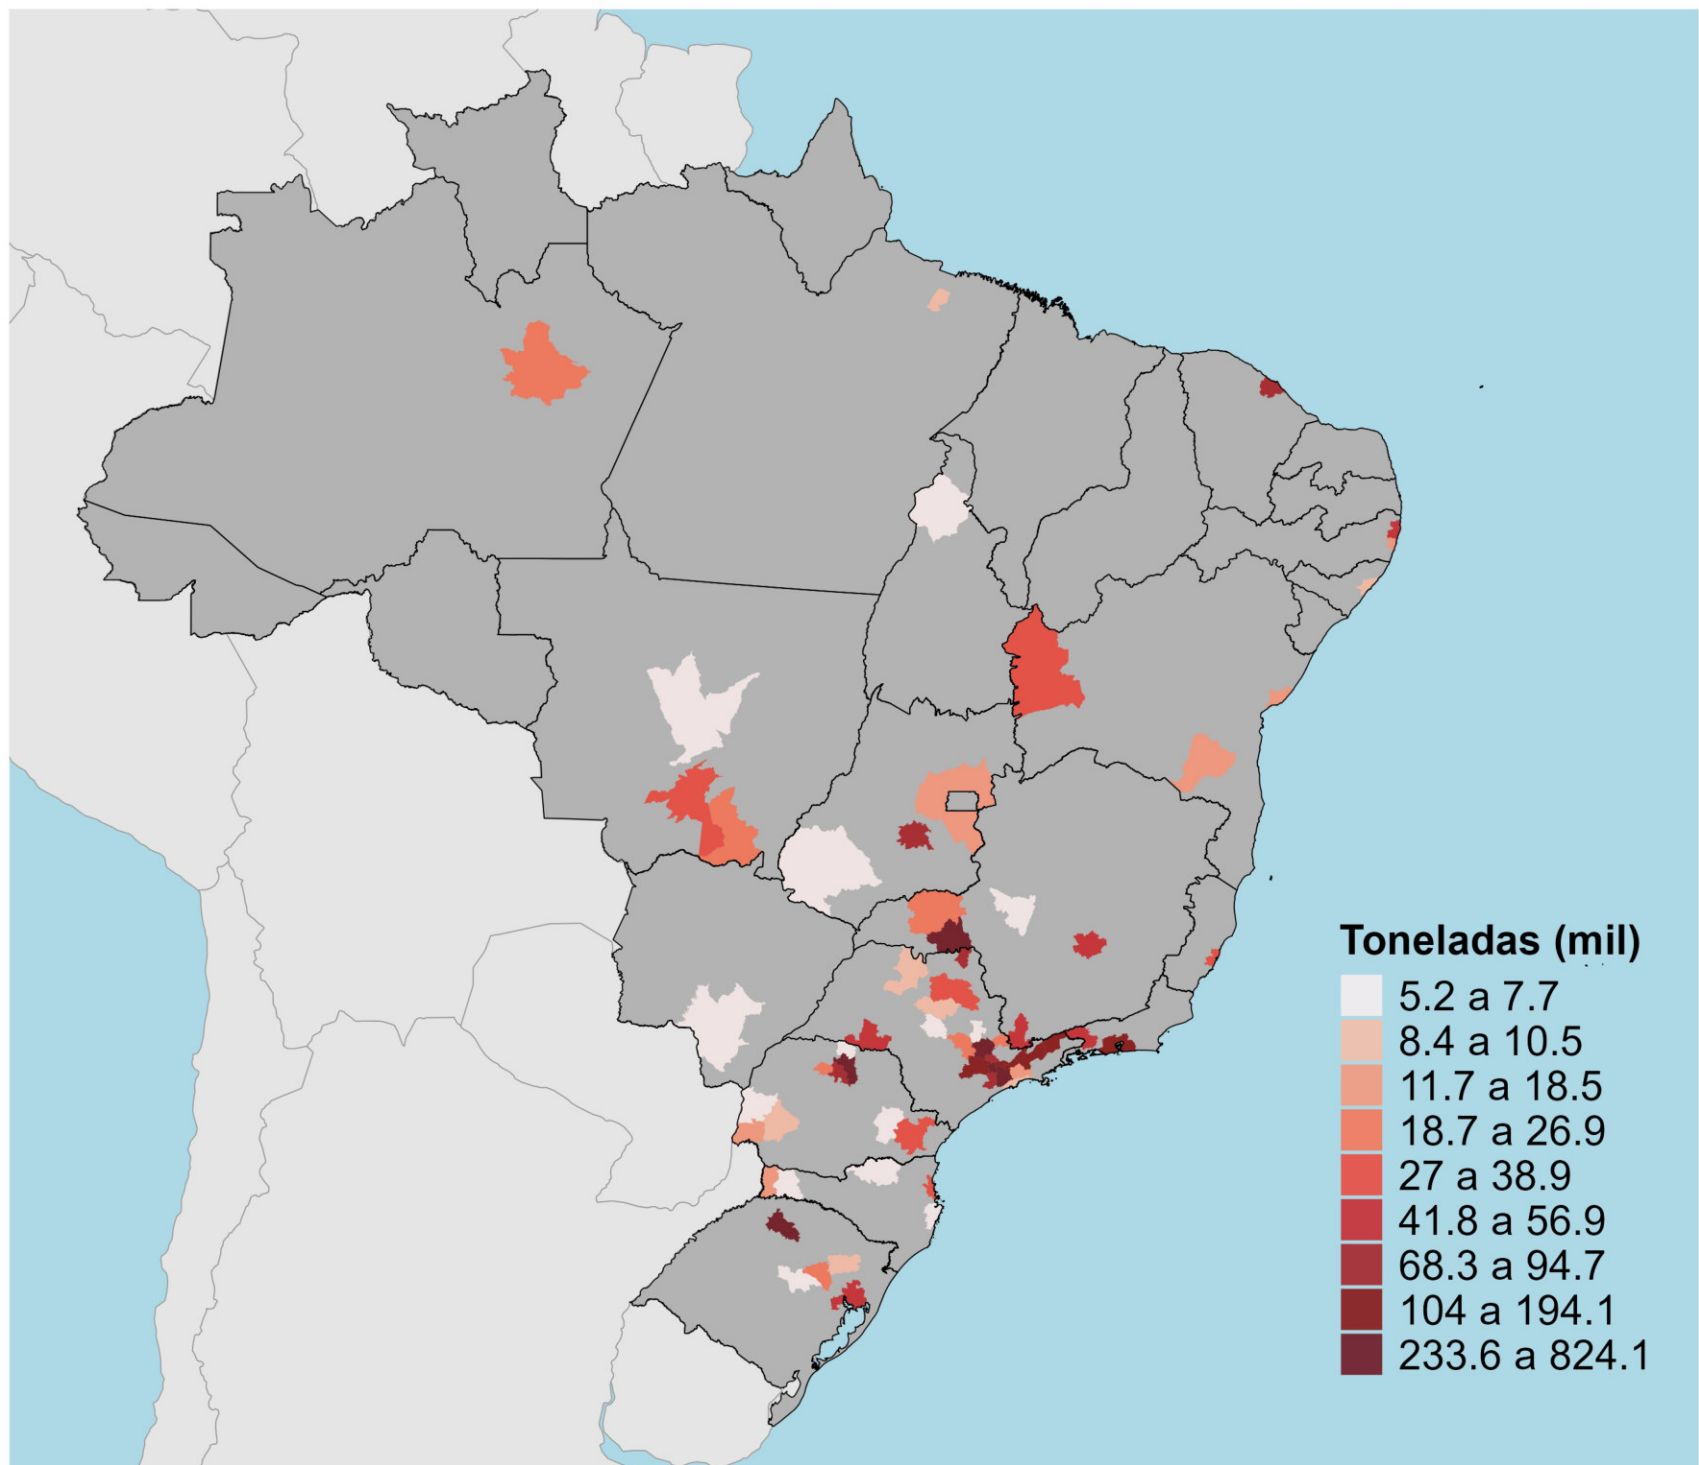 Toneladas (mil)
5.2 a 7.7
8.4 a 10.5
11.7 a 18.5
18.7 a 26.9
27 a 38.9
41.8 a 56.9
68.3 a 94.7
104 a 194.1
233.6 a 824.1